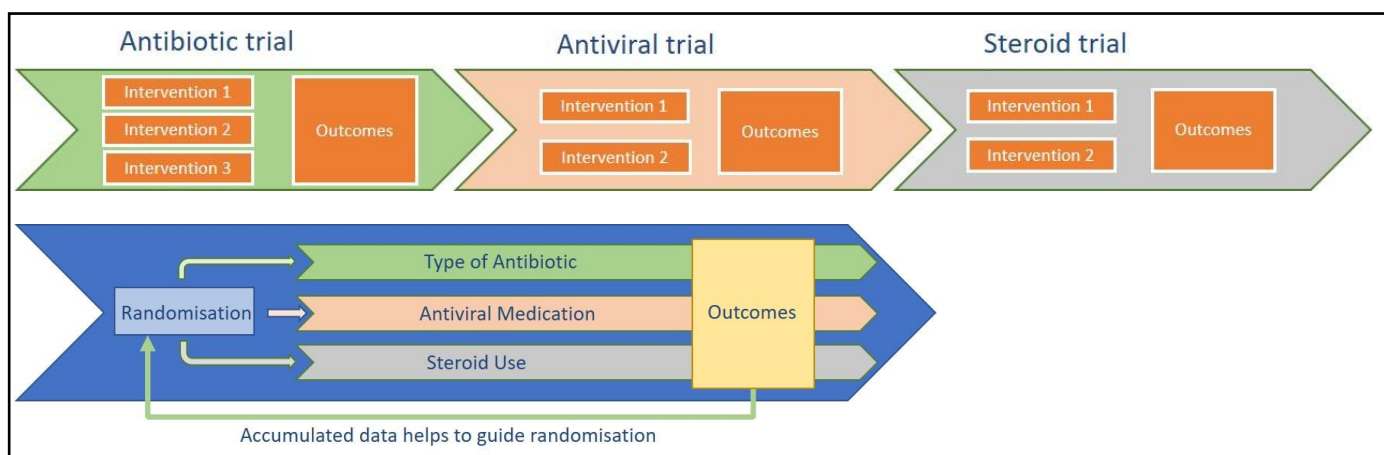 Antibiotic trial
Antiviral trial
Steroid trial
Intervention 1
Intervention 2
Intervention 3
Outcomes
Intervention 1
Intervention 2
Outcomes
Intervention 1
Intervention 2
Outcomes
Randomisation
Type of Antibiotic
Antiviral Medication
Steroid Use
Outcomes
Accumulated data helps to guide randomisation